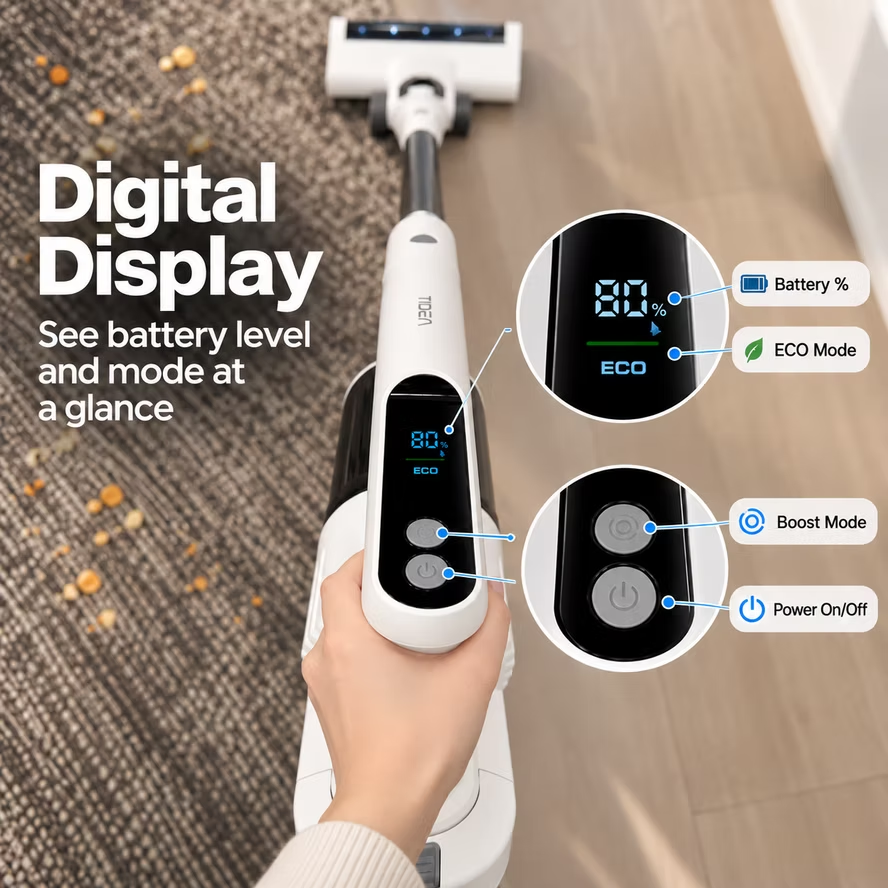 Digital
Display
See battery level
and mode at
a glance
80%
ECO
80%
ECO
Battery %
ECO Mode
Boost Mode
Power On/Off